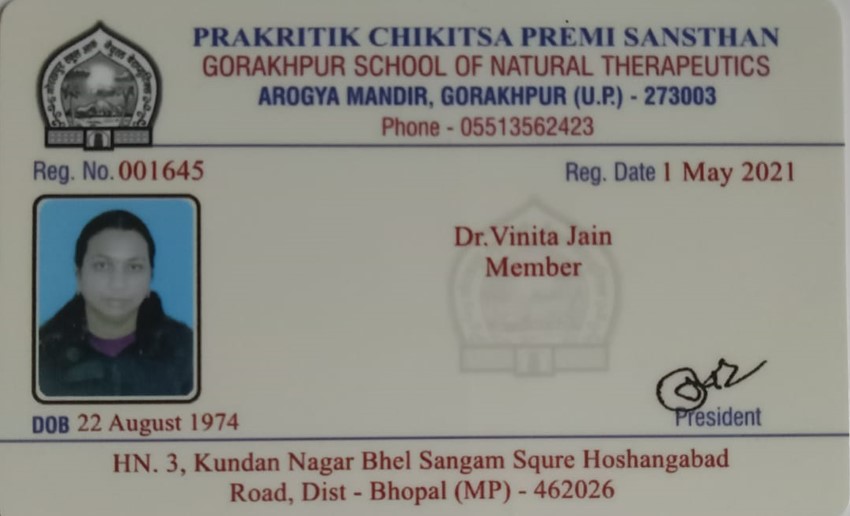 PRAKRITIK CHIKITSA PREMI SANSTHAN
GORAKHPUR SCHOOL OF NATURAL THERAPEUTICS
AROGYA MANDIR, GORAKHPUR (U.P.) - 273003
Phone - 05513562423
Reg. No. 001645
Reg. Date 1 May 2021
Dr.Vinita Jain
Member
President
DOB 22 August 1974
HN. 3, Kundan Nagar Bhel Sangam Squre Hoshangabad
Road, Dist - Bhopal (MP) - 462026